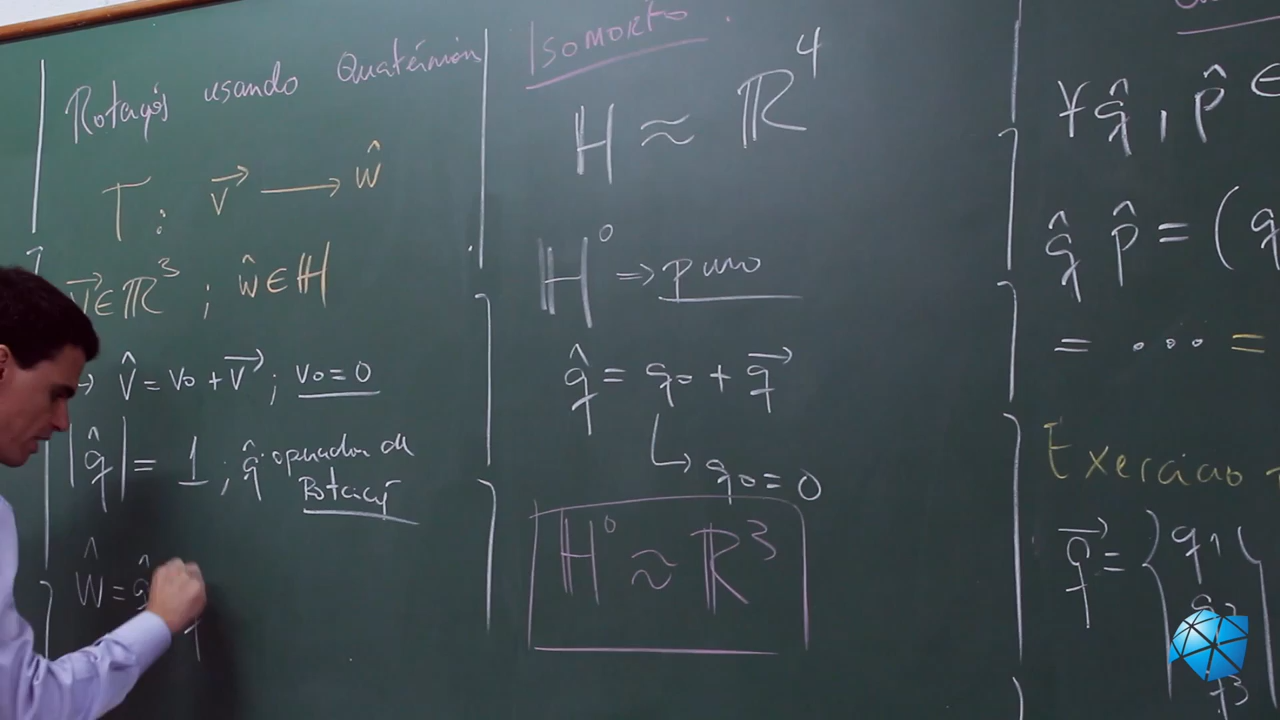 Rotações usando Quatérnion
T : v⃗ ⟶ ŵ
v⃗ ∈ ℝ³ ; ŵ ∈ ℍ
→ v̂ = v₀ + v⃗ ; v₀ = 0
|q̂| = 1 ; q̂ operador de
Rotação
ŵ = q̂
Isomorfo
ℍ ≈ ℝ⁴
ℍ⁰ ⇒ puro
q̂ = q₀ + q⃗
q₀ = 0
ℍ⁰ ≈ ℝ³
∀ q̂ , p̂ ∈
q̂ p̂ = ( q
= ... =
Exercício
q⃗ = { q₁